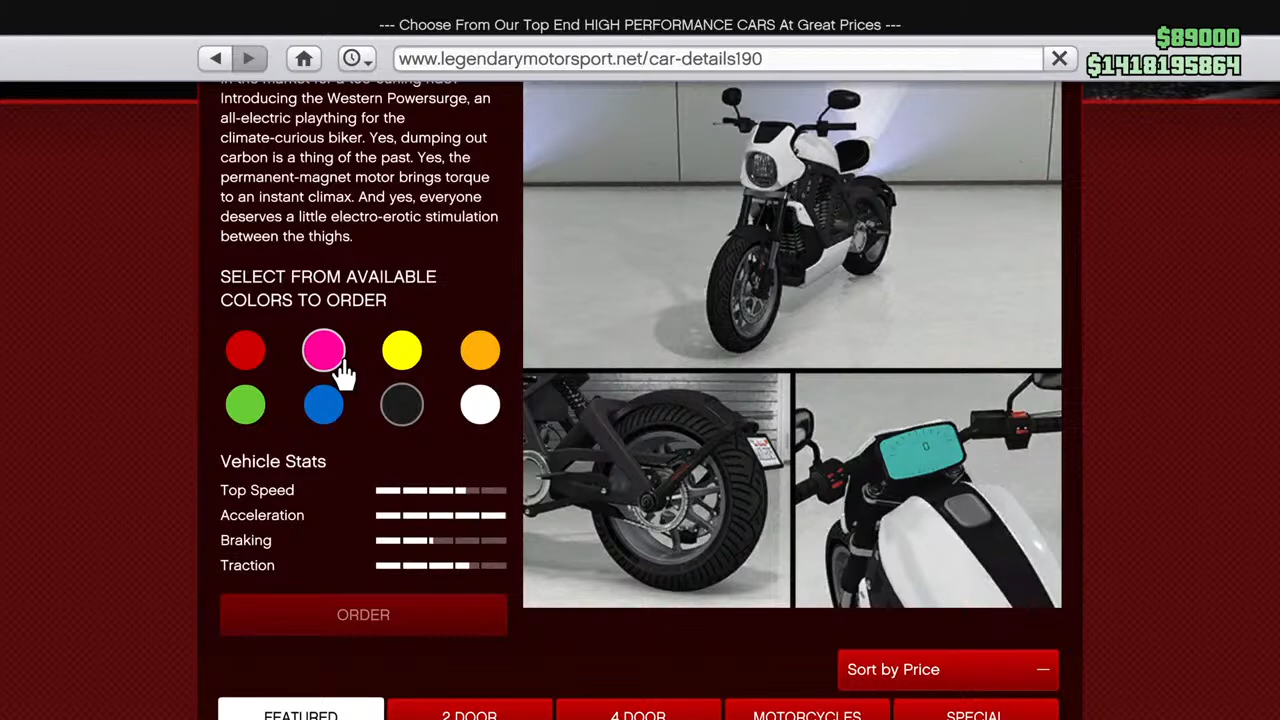 --- Choose From Our Top End HIGH PERFORMANCE CARS At Great Prices ---
$89000
www.legendarymotorsport.net/car-details190
$1418195864
Introducing the Western Powersurge, an
all-electric plaything for the
climate-curious biker. Yes, dumping out
carbon is a thing of the past. Yes, the
permanent-magnet motor brings torque
to an instant climax. And yes, everyone
deserves a little electro-erotic stimulation
between the thighs.
SELECT FROM AVAILABLE
COLORS TO ORDER
Vehicle Stats
Top Speed
Acceleration
Braking
Traction
ORDER
0
Sort by Price
FEATURED
2 DOOR
4 DOOR
MOTORCYCLES
SPECIAL